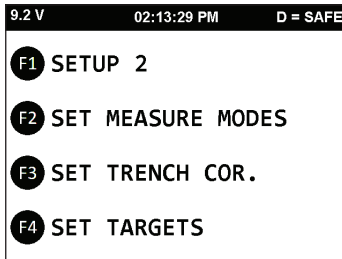 9.2 V 02:13:29 PM D = SAFE
F1 SETUP 2
F2 SET MEASURE MODES
F3 SET TRENCH COR.
F4 SET TARGETS